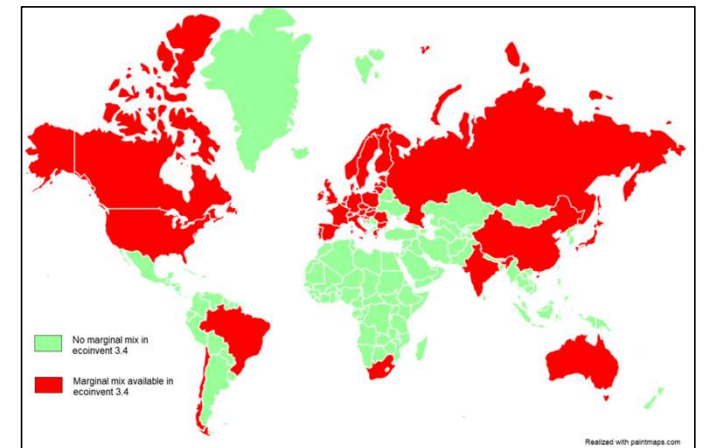 No marginal mix in
ecoinvent 3.4
Marginal mix available in
ecoinvent 3.4
Realized with paintmaps.com